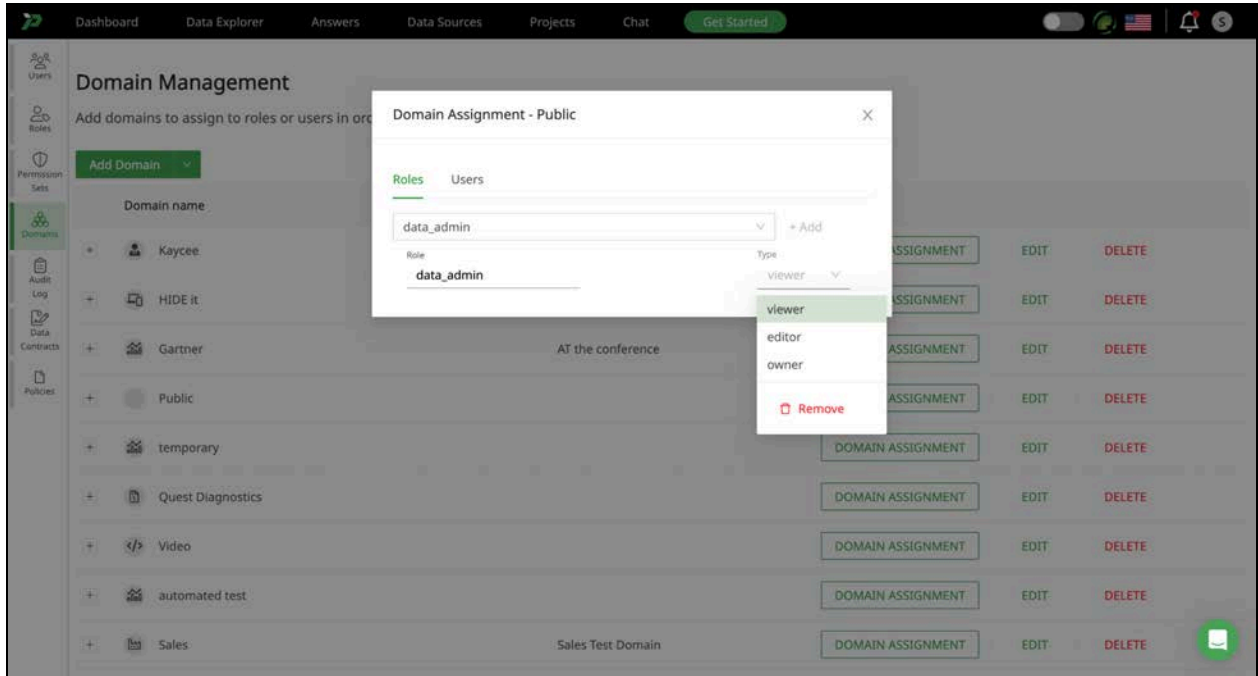 Dashboard Data Explorer Answers Data Sources Projects Chat Get Started S
Users
Roles
Permission
Sets
Domains
Audit
Log
Data
Contracts
Policies
Domain Management
Add domains to assign to roles or users in
Add Domain
Domain name
Kaycee ASSIGNMENT EDIT DELETE
HIDE it ASSIGNMENT EDIT DELETE
Gartner AT the conference ASSIGNMENT EDIT DELETE
Public ASSIGNMENT EDIT DELETE
temporary DOMAIN ASSIGNMENT EDIT DELETE
Quest Diagnostics DOMAIN ASSIGNMENT EDIT DELETE
Video DOMAIN ASSIGNMENT EDIT DELETE
automated test DOMAIN ASSIGNMENT EDIT DELETE
Sales Sales Test Domain DOMAIN ASSIGNMENT EDIT DELETE
Domain Assignment - Public
Roles Users
data_admin + Add
Role Type
data_admin viewer
viewer
editor
owner
Remove